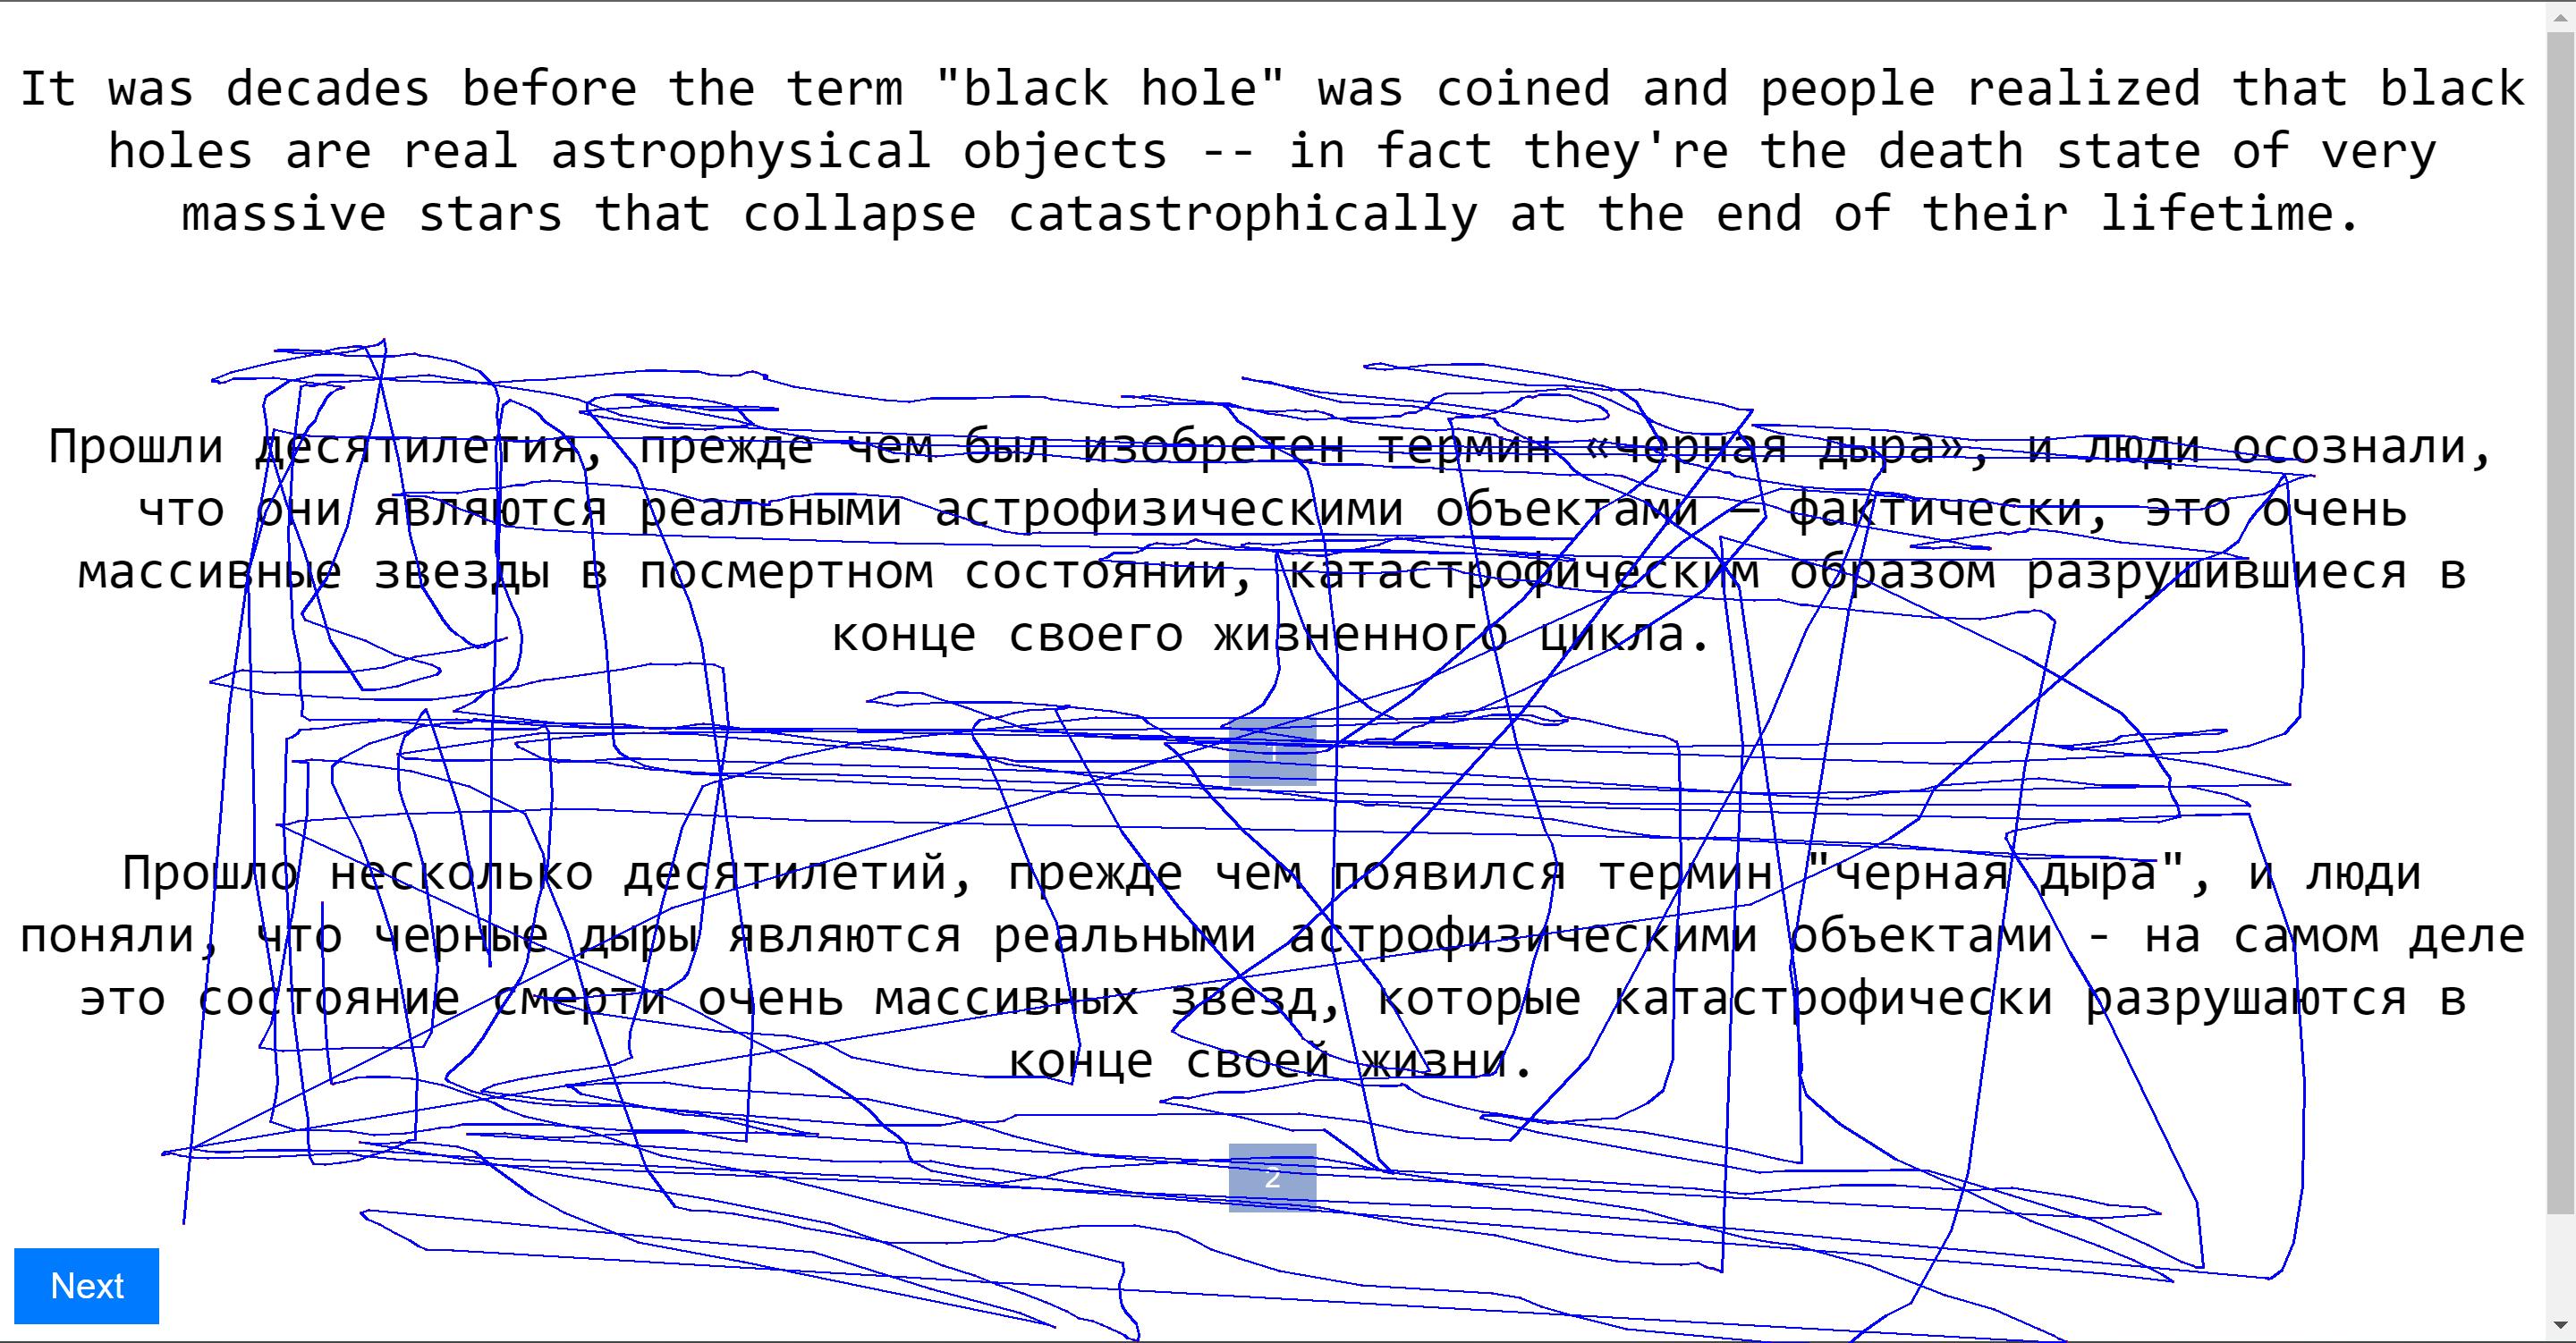 It was decades before the term "black hole" was coined and people realized that black
holes are real astrophysical objects -- in fact they're the death state of very
massive stars that collapse catastrophically at the end of their lifetime.
Прошли десятилетия, прежде чем был изобретен термин «черная дыра», и люди осознали,
что они являются реальными астрофизическими объектами — фактически, это очень
массивные звезды в посмертном состоянии, катастрофическим образом разрушившиеся в
конце своего жизненного цикла.
1
Прошло несколько десятилетий, прежде чем появился термин "черная дыра", и люди
поняли, что черные дыры являются реальными астрофизическими объектами - на самом деле
это состояние смерти очень массивных звезд, которые катастрофически разрушаются в
конце своей жизни.
2
Next